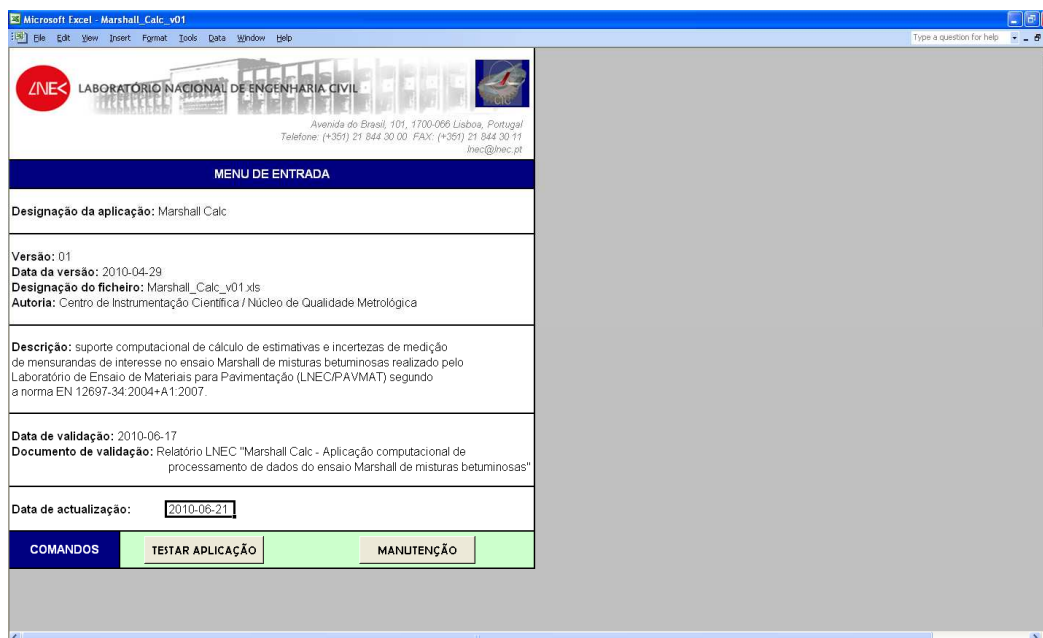 Microsoft Excel - Marshall_Calc_v01
File Edit View Insert Format Tools Data Window Help
Type a question for help
LNEC
LABORATÓRIO NACIONAL DE ENGENHARIA CIVIL
CIC
Avenida do Brasil, 101, 1700-066 Lisboa, Portugal
Telefone: (+351) 21 844 30 00 FAX: (+351) 21 844 30 11
lnec@lnec.pt
MENU DE ENTRADA
Designação da aplicação: Marshall Calc
Versão: 01
Data da versão: 2010-04-29
Designação do ficheiro: Marshall_Calc_v01.xls
Autoria: Centro de Instrumentação Científica / Núcleo de Qualidade Metrológica
Descrição: suporte computacional de cálculo de estimativas e incertezas de medição
de mensurandas de interesse no ensaio Marshall de misturas betuminosas realizado pelo
Laboratório de Ensaio de Materiais para Pavimentação (LNEC/PAVMAT) segundo
a norma EN 12697-34:2004+A1:2007.
Data de validação: 2010-06-17
Documento de validação: Relatório LNEC "Marshall Calc - Aplicação computacional de
processamento de dados do ensaio Marshall de misturas betuminosas"
Data de actualização: 2010-06-21
COMANDOS
TESTAR APLICAÇÃO
MANUTENÇÃO